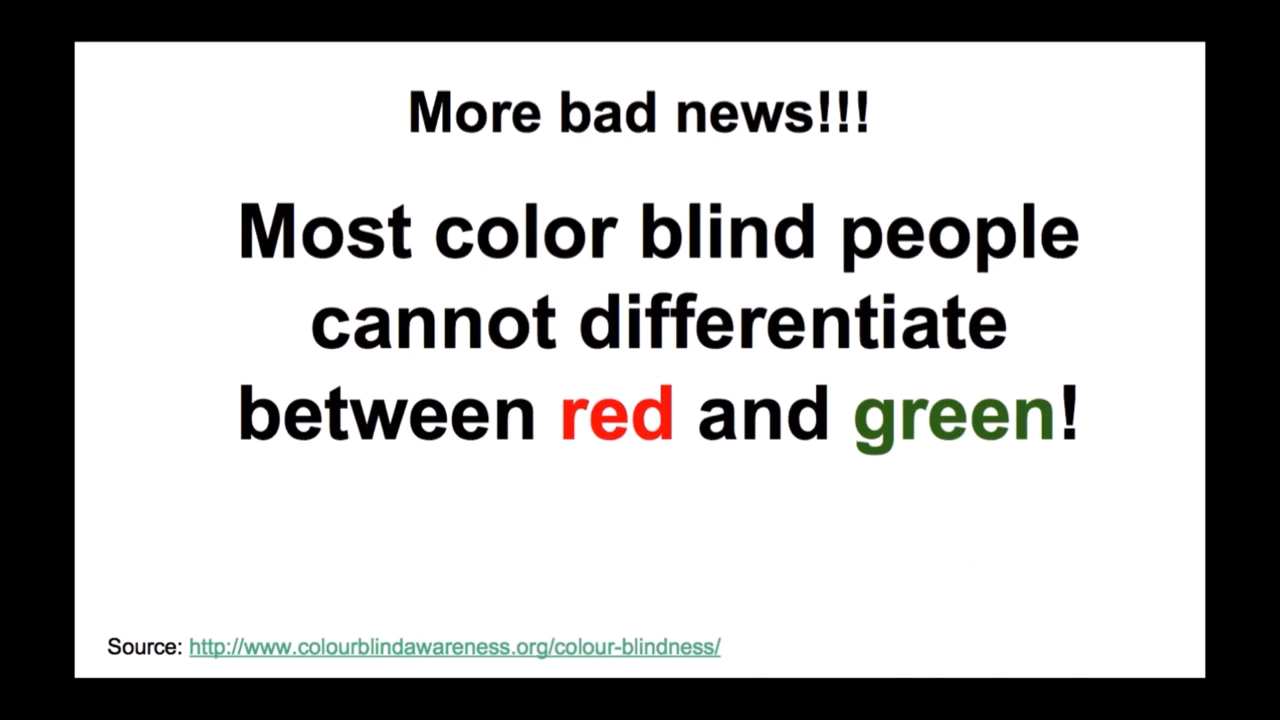 More bad news!!!
Most color blind people
cannot differentiate
between red and green!
Source: http://www.colourblindawareness.org/colour-blindness/